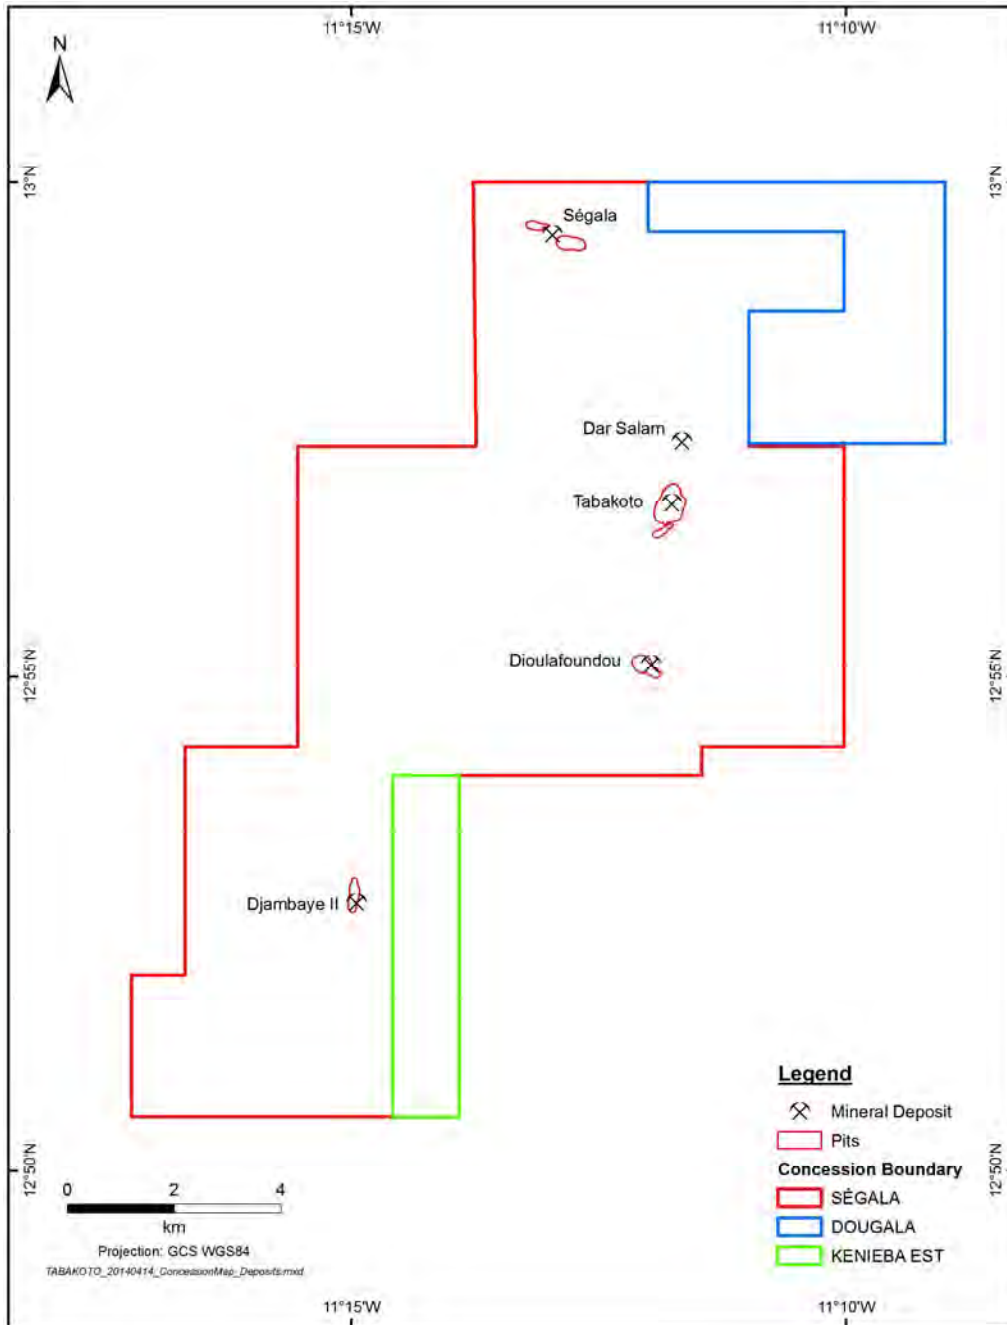 11°15'W
11°10'W
N
13°N
13°N
Ségala
Dar Salam
Tabakoto
Dioulafoundou
12°55'N
12°55'N
Djambaye II
Legend
Mineral Deposit
Pits
Concession Boundary
SÉGALA
DOUGALA
KENIEBA EST
12°50'N
12°50'N
0 2 4
km
Projection: GCS WGS84
TABAKOTO_20140414_ConcessionMap_Deposits.mxd
11°15'W
11°10'W